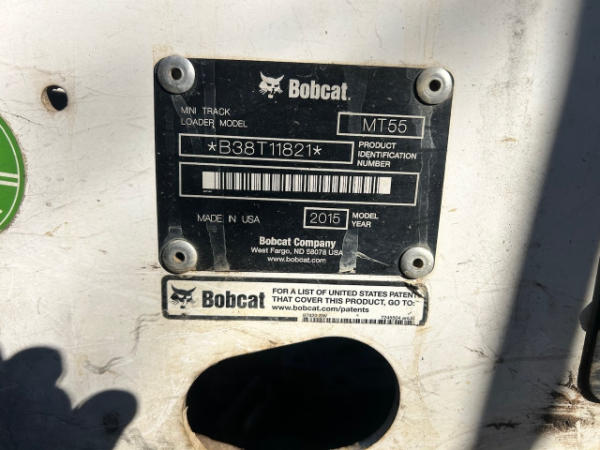 Bobcat.
MINI TRACK
LOADER MODEL
MT55
*B38T11821*
PRODUCT
IDENTIFICATION
NUMBER
MADE IN USA
2015
MODEL
YEAR
Bobcat Company
West Fargo, ND 58078 USA
www.bobcat.com
Bobcat
FOR A LIST OF UNITED STATES PATENT
THAT COVER THIS PRODUCT, GO TO:
www.bobcat.com/patents